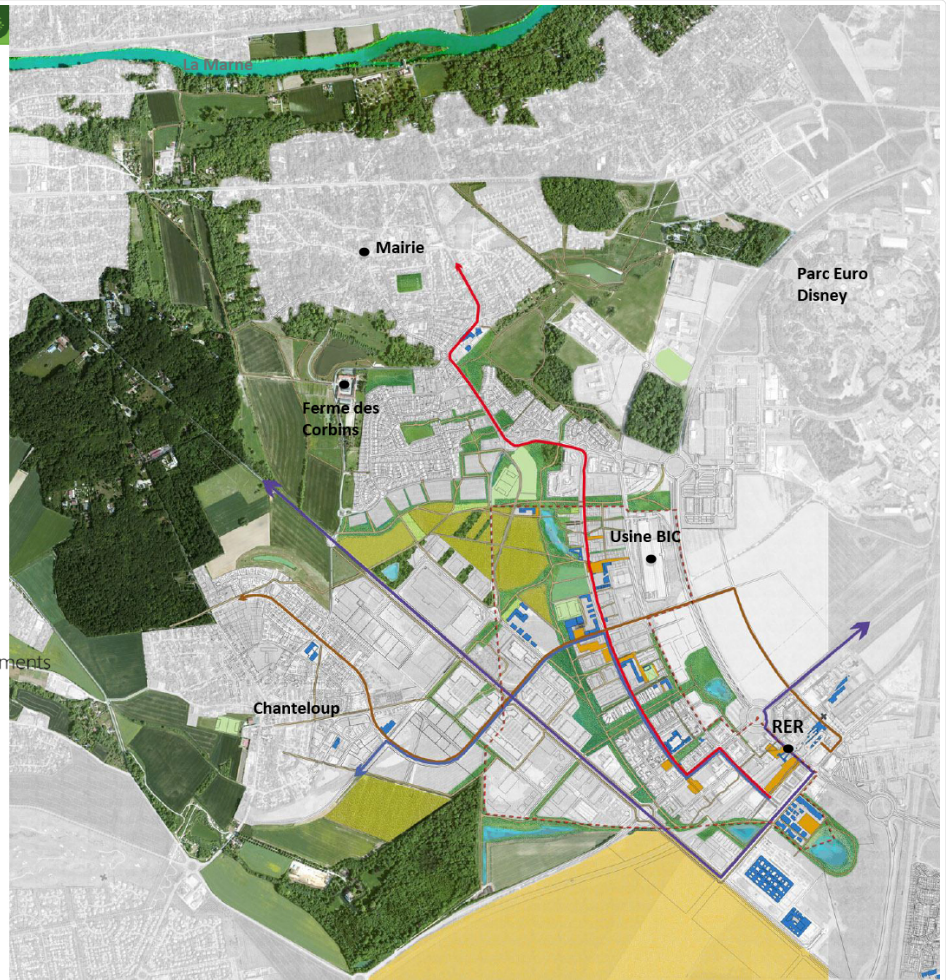 La Marne
Mairie
Parc Euro
Disney
Ferme des
Corbins
Usine BIC
ments
Chanteloup
RER